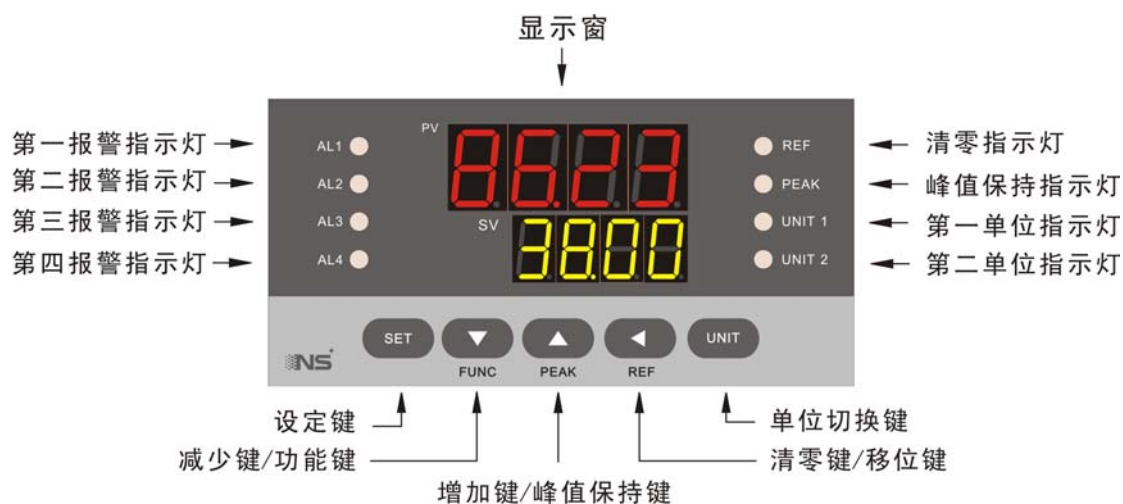 显示窗
第一报警指示灯
第二报警指示灯
第三报警指示灯
第四报警指示灯
AL1
AL2
AL3
AL4
PV
86.23
SV
38.00
REF
PEAK
UNIT 1
UNIT 2
清零指示灯
峰值保持指示灯
第一单位指示灯
第二单位指示灯
SET
UNIT
FUNC
PEAK
REF
NS+
设定键
单位切换键
减少键/功能键
清零键/移位键
增加键/峰值保持键